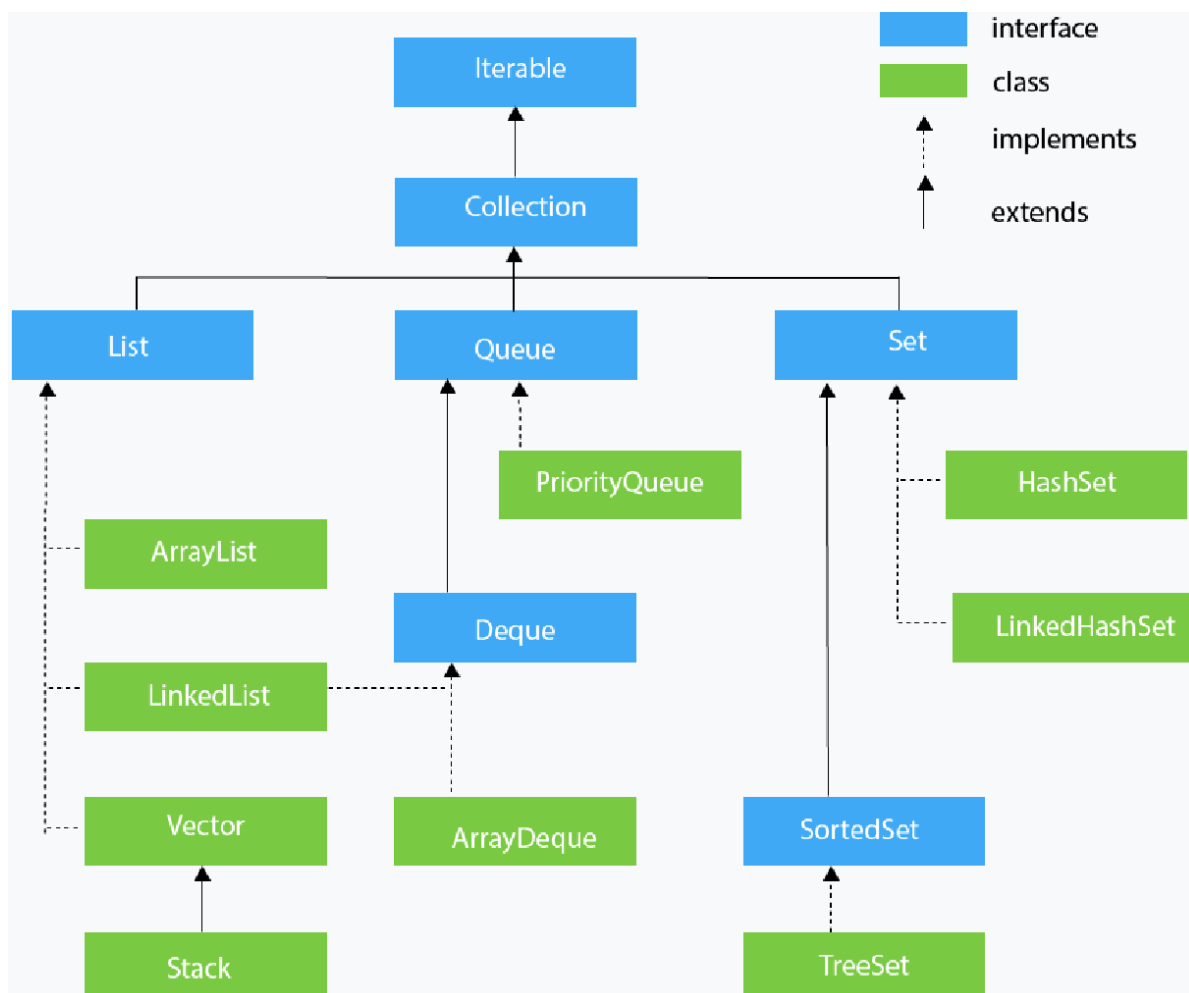 interface
Iterable
class
implements
Collection
extends
List
Queue
Set
PriorityQueue
HashSet
ArrayList
Deque
LinkedHashSet
LinkedList
Vector
ArrayDeque
SortedSet
Stack
TreeSet